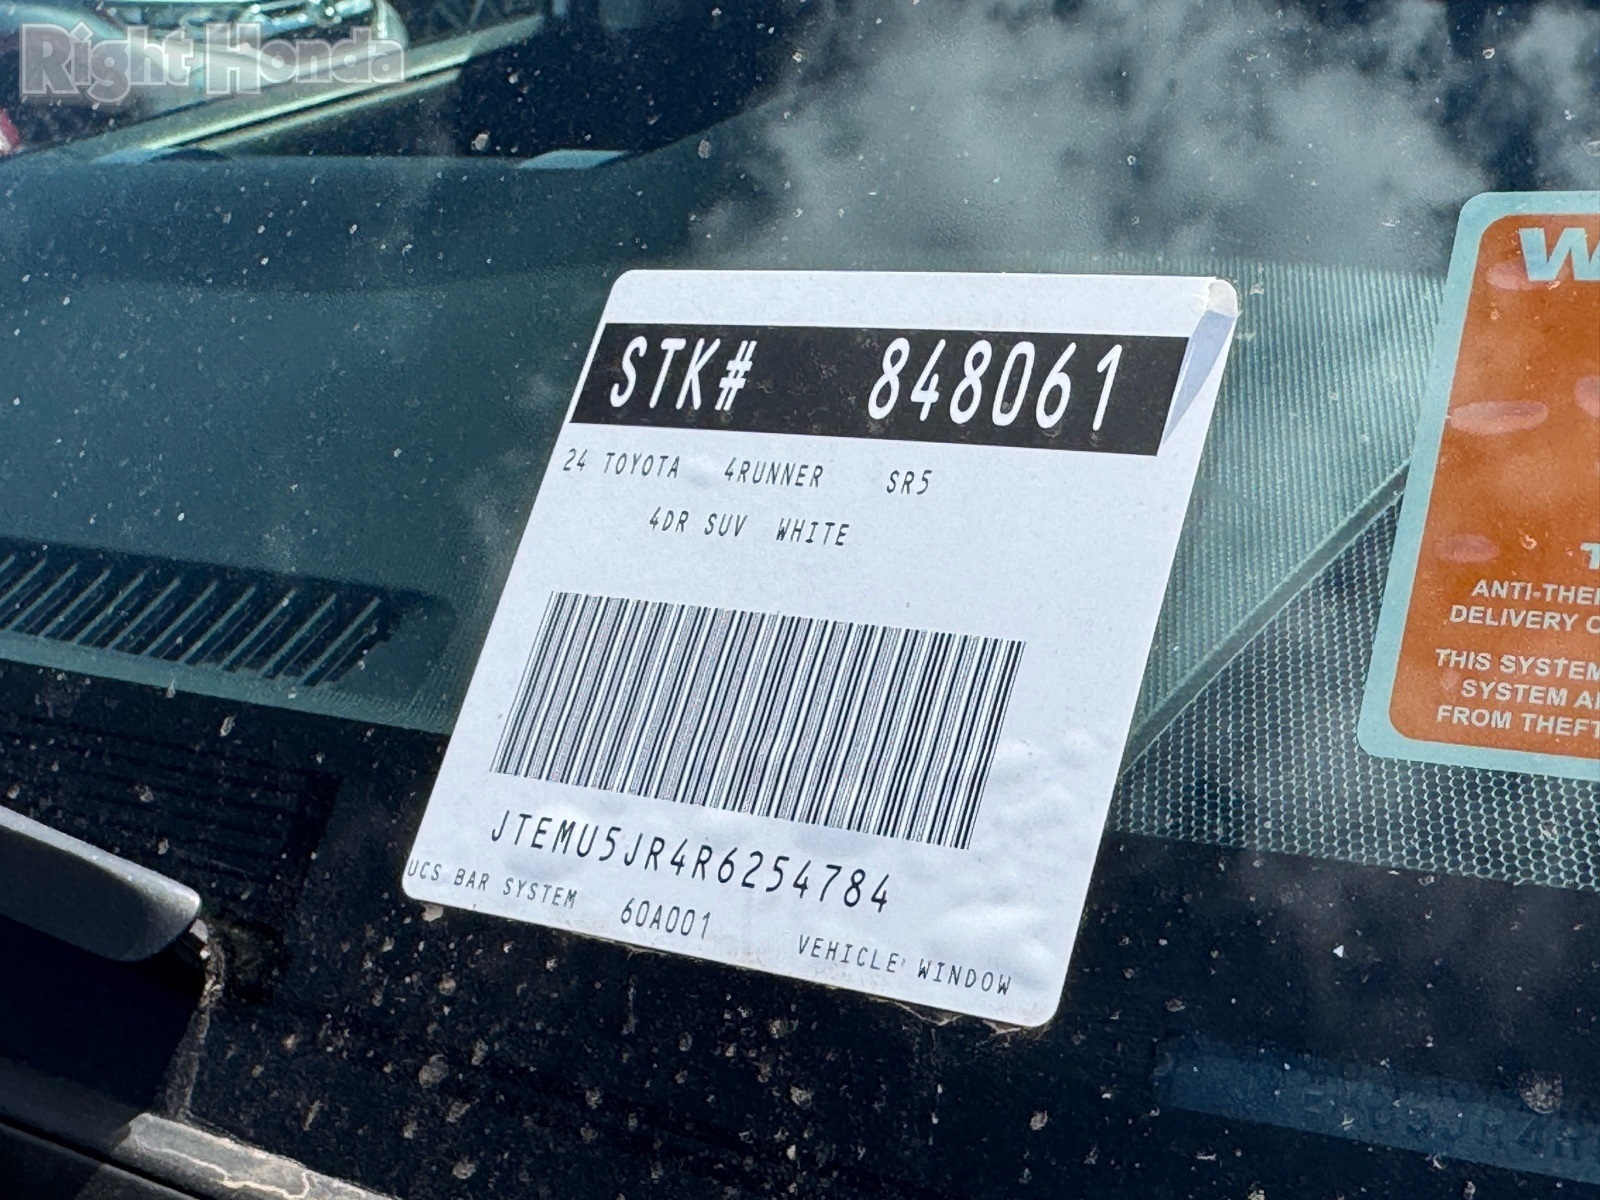 Right Honda
STK# 848061
24 TOYOTA 4RUNNER SR5
4DR SUV WHITE
JTEMU5JR4R6254784
UCS BAR SYSTEM 60A001 VEHICLE WINDOW
W
T
ANTI-THE
DELIVERY
THIS SYSTEM
SYSTEM A
FROM THEFT